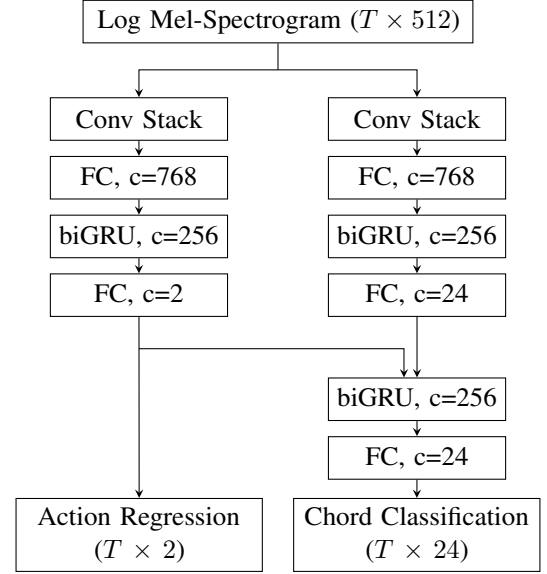 Log Mel-Spectrogram (T × 512)
Conv Stack
Conv Stack
FC, c=768
FC, c=768
biGRU, c=256
biGRU, c=256
FC, c=2
FC, c=24
biGRU, c=256
FC, c=24
Action Regression
(T × 2)
Chord Classification
(T × 24)